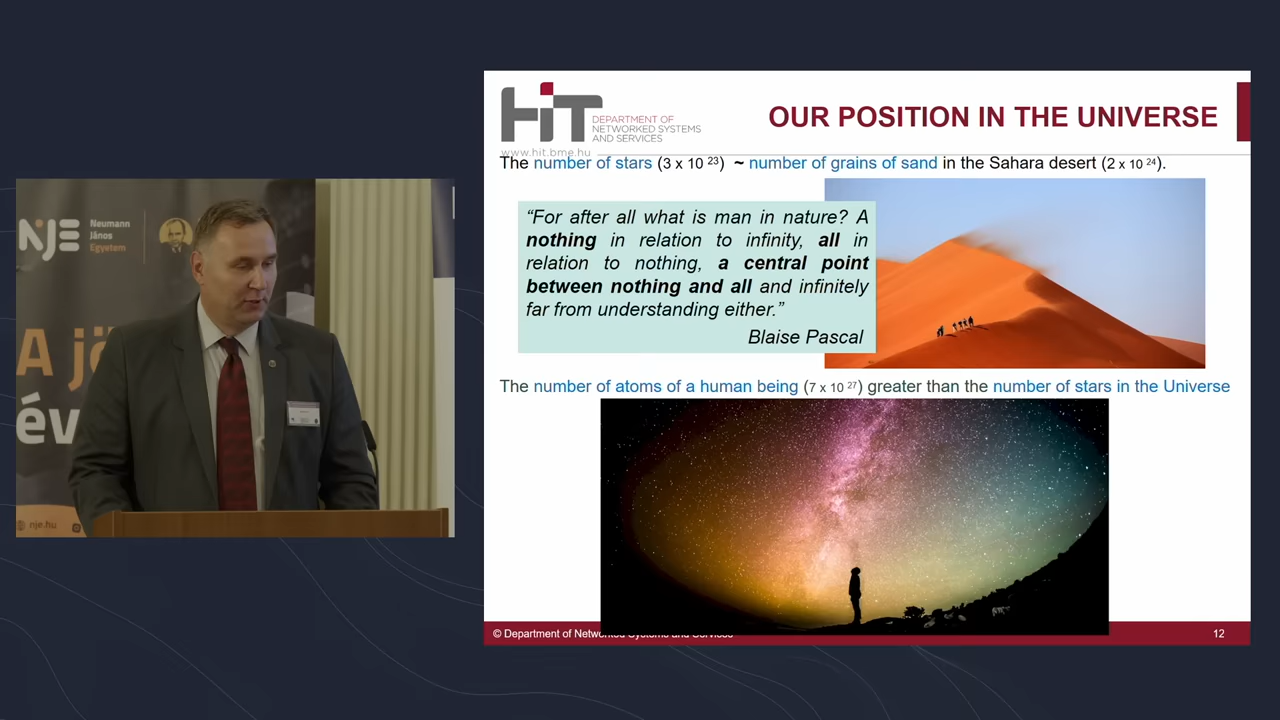 NJE
Neumann
János
Egyetem
A jö
év
nje.hu
HIT
DEPARTMENT OF
NETWORKED SYSTEMS
AND SERVICES
www.hit.bme.hu
OUR POSITION IN THE UNIVERSE
The number of stars (3 x 10 23) ~ number of grains of sand in the Sahara desert (2 x 10 24).
“For after all what is man in nature? A
nothing in relation to infinity, all in
relation to nothing, a central point
between nothing and all and infinitely
far from understanding either.”
Blaise Pascal
The number of atoms of a human being (7 x 10 27) greater than the number of stars in the Universe
© Department of Networked Systems and Services
12